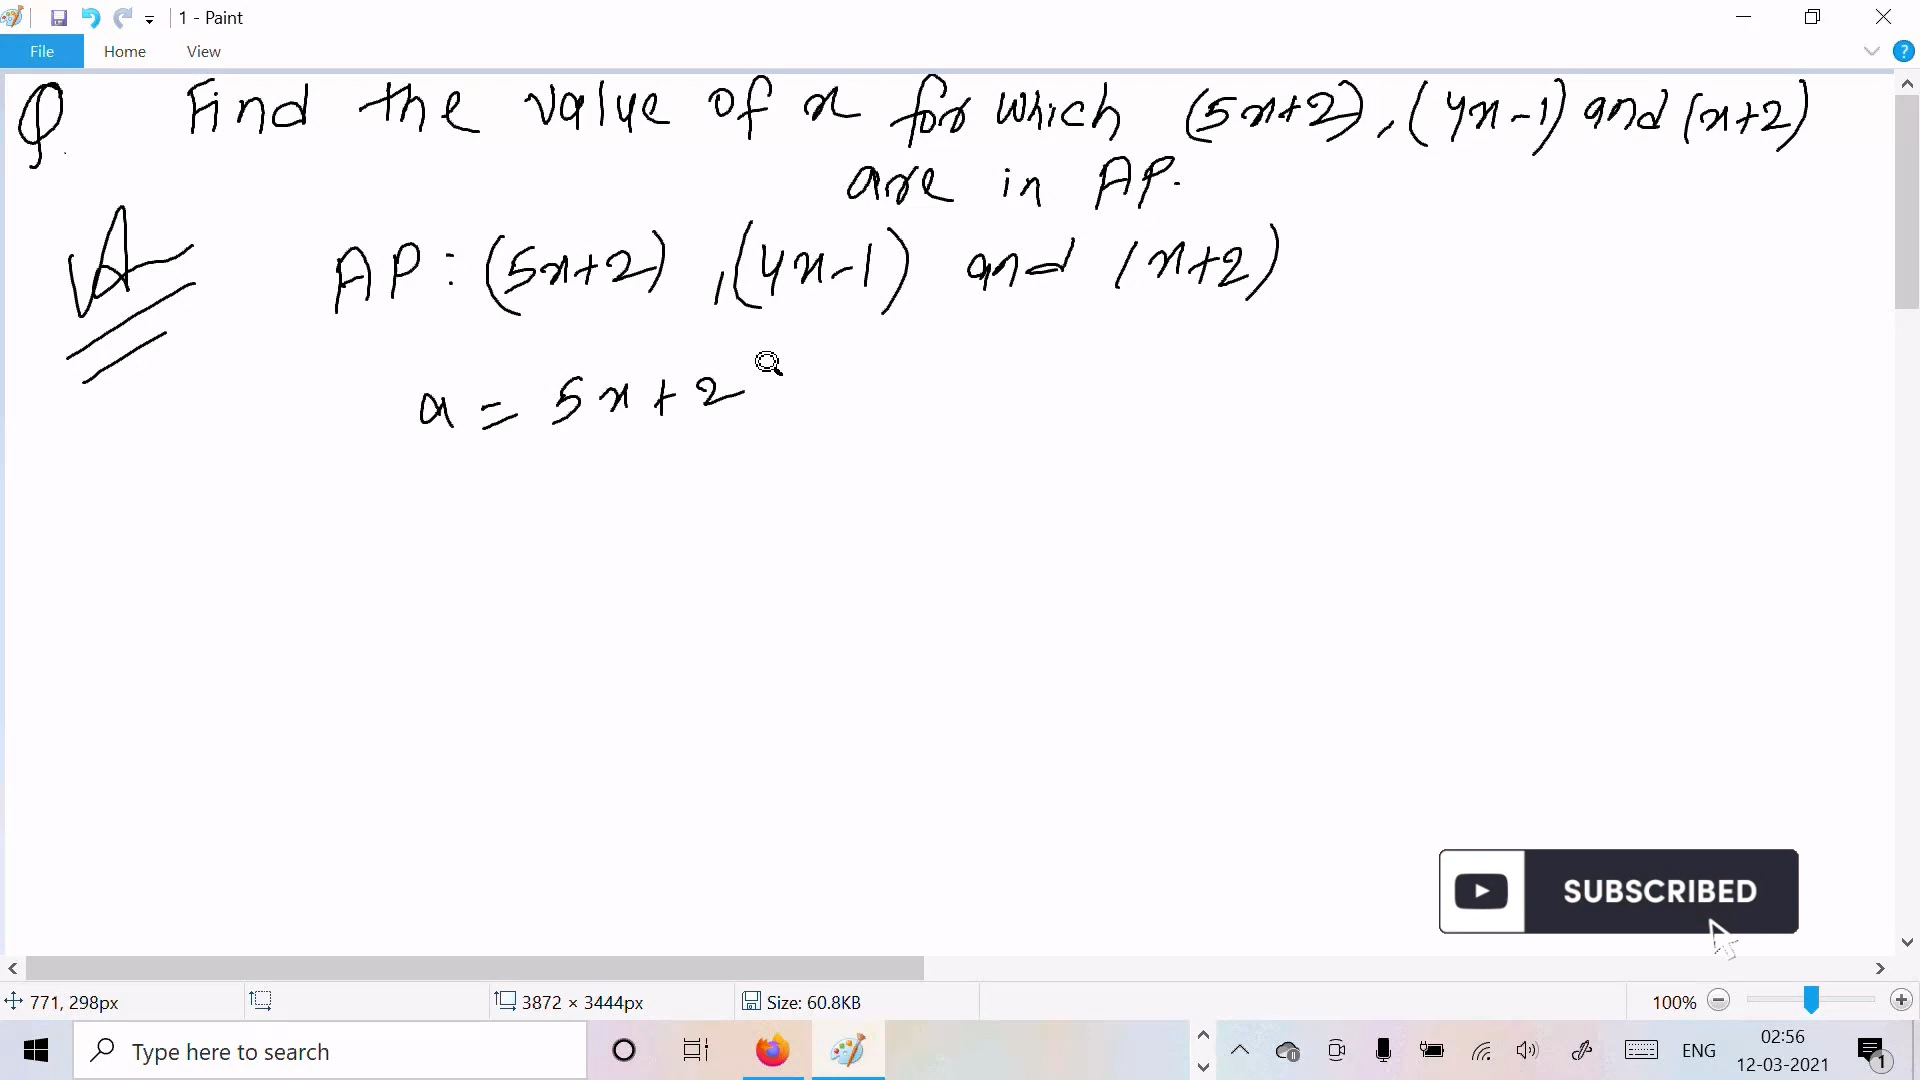 1 - Paint
File Home View
Q. Find the value of x for which (5x+2), (4x-1) and (x+2)
are in AP.
A
AP : (5x+2) , (4x-1) and (x+2)
a = 5x+2
SUBSCRIBED
771, 298px 3872 × 3444px Size: 60.8KB 100%
Type here to search ENG 02:56
12-03-2021 1